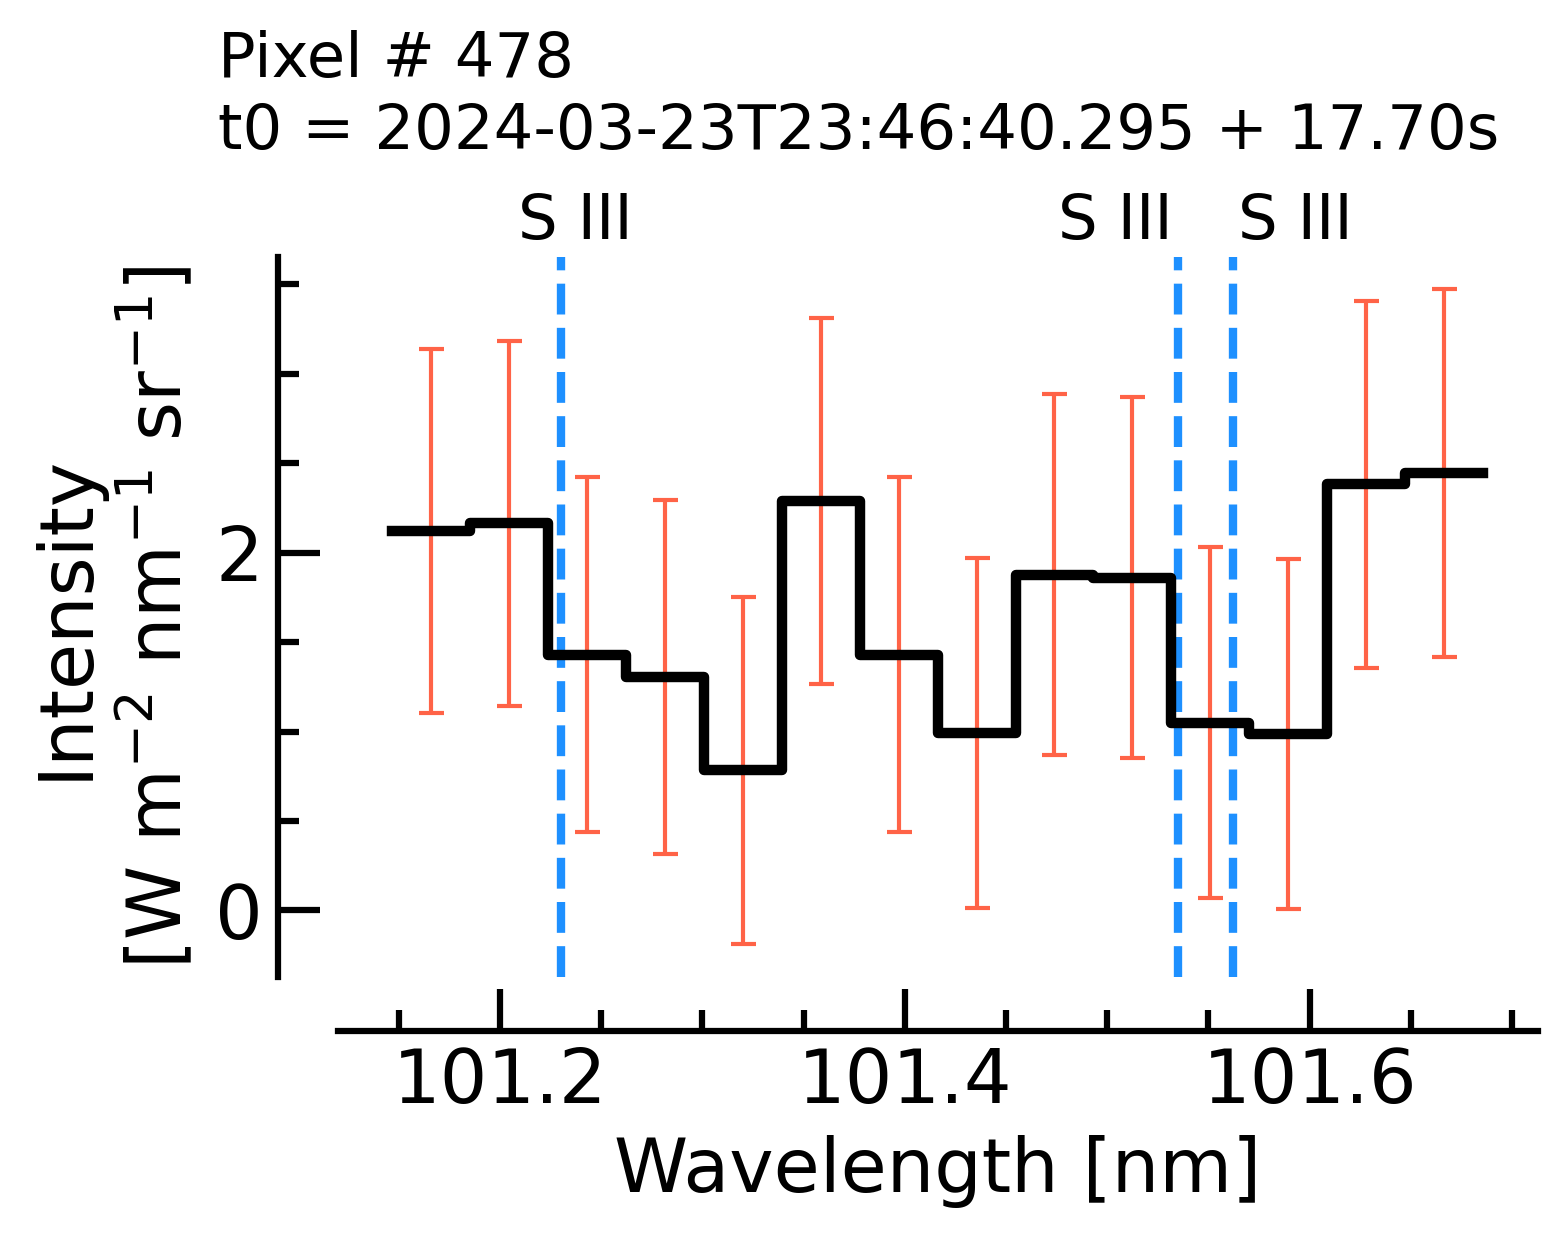 Pixel # 478
t0 = 2024-03-23T23:46:40.295 + 17.70s
S III S III S III
Intensity
[W m⁻² nm⁻¹ sr⁻¹]
2
0
101.2 101.4 101.6
Wavelength [nm]